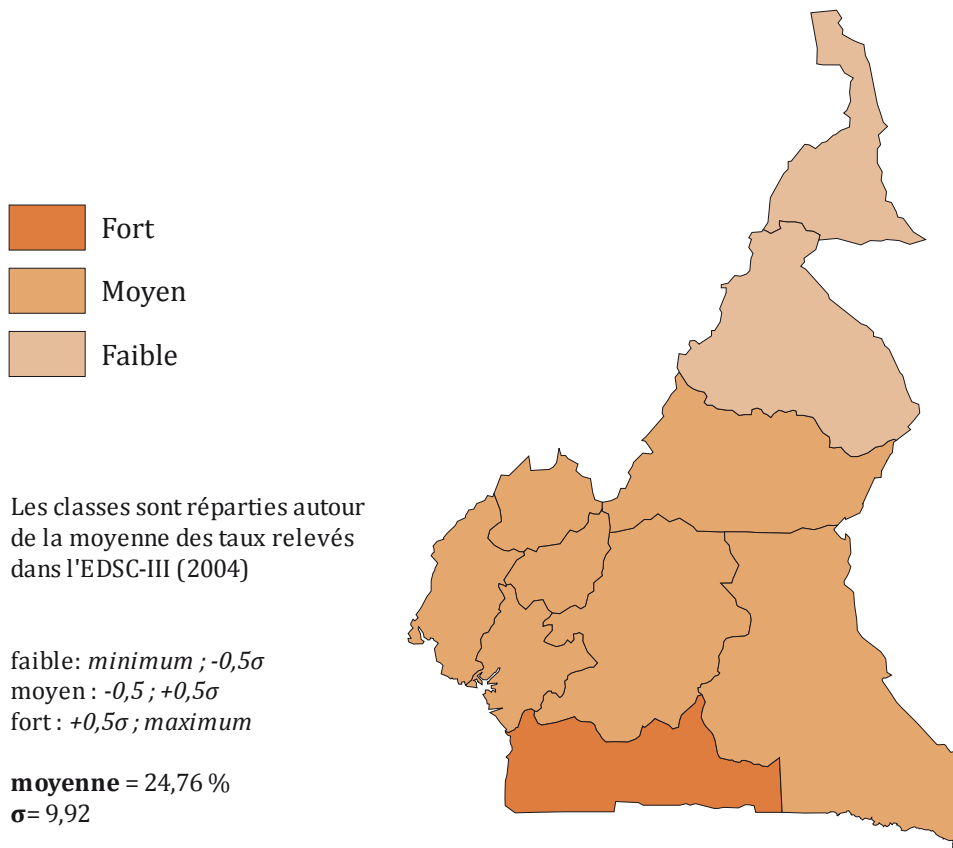 Fort
Moyen
Faible
Les classes sont réparties autour
de la moyenne des taux relevés
dans l'EDSC-III (2004)
faible: minimum ; -0,5σ
moyen : -0,5 ; +0,5σ
fort : +0,5σ ; maximum
moyenne = 24,76 %
σ= 9,92